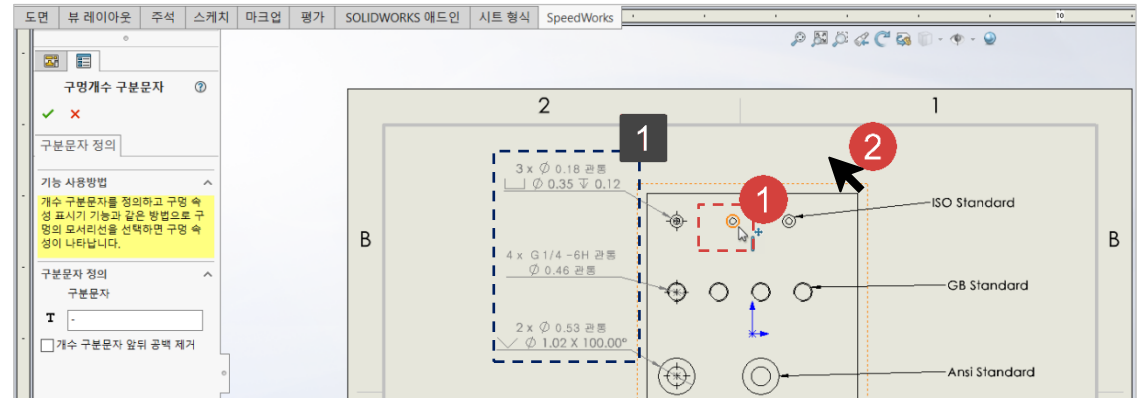 도면 뷰 레이아웃 주석 스케치 마크업 평가 SOLIDWORKS 애드인 시트 형식 SpeedWorks
10
구멍개수 구분문자
구분문자 정의
기능 사용방법
개수 구분문자를 정의하고 구멍 속
성 표시기 기능과 같은 방법으로 구
멍의 모서리선을 선택하면 구멍 속
성이 나타납니다.
구분문자 정의
구분문자
T -
개수 구분문자 앞뒤 공백 제거
2 1
1
2
1
3 x ∅ 0.18 관통
⌴ ∅ 0.35 ↧ 0.12
ISO Standard
B B
4 x G 1/4 -6H 관통
∅ 0.46 관통
GB Standard
2 x ∅ 0.53 관통
⌵ ∅ 1.02 X 100.00°
Ansi Standard